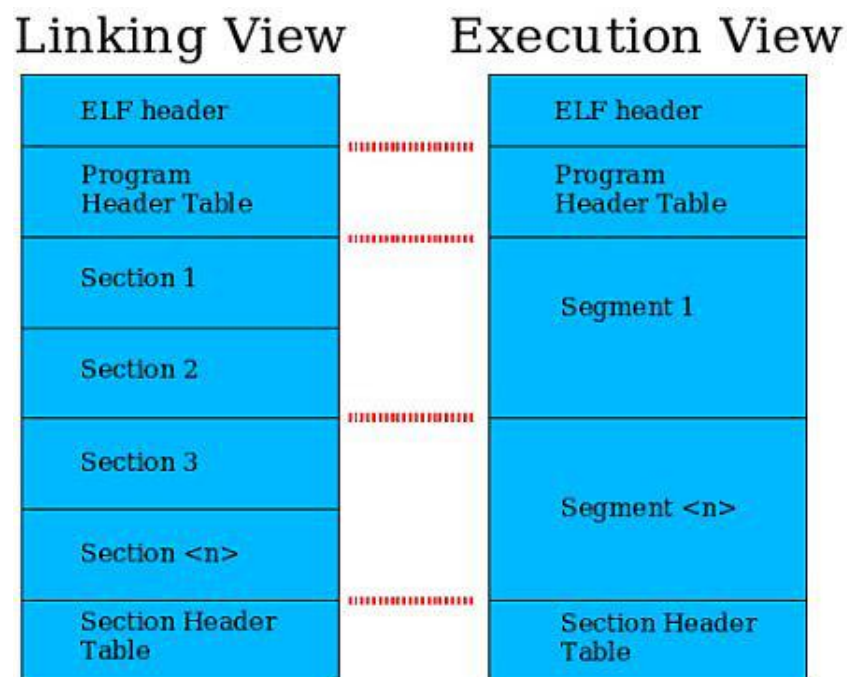 Linking View
ELF header
Program
Header Table
Section 1
Section 2
Section 3
Section <n>
Section Header
Table
Execution View
ELF header
Program
Header Table
Segment 1
Segment <n>
Section Header
Table